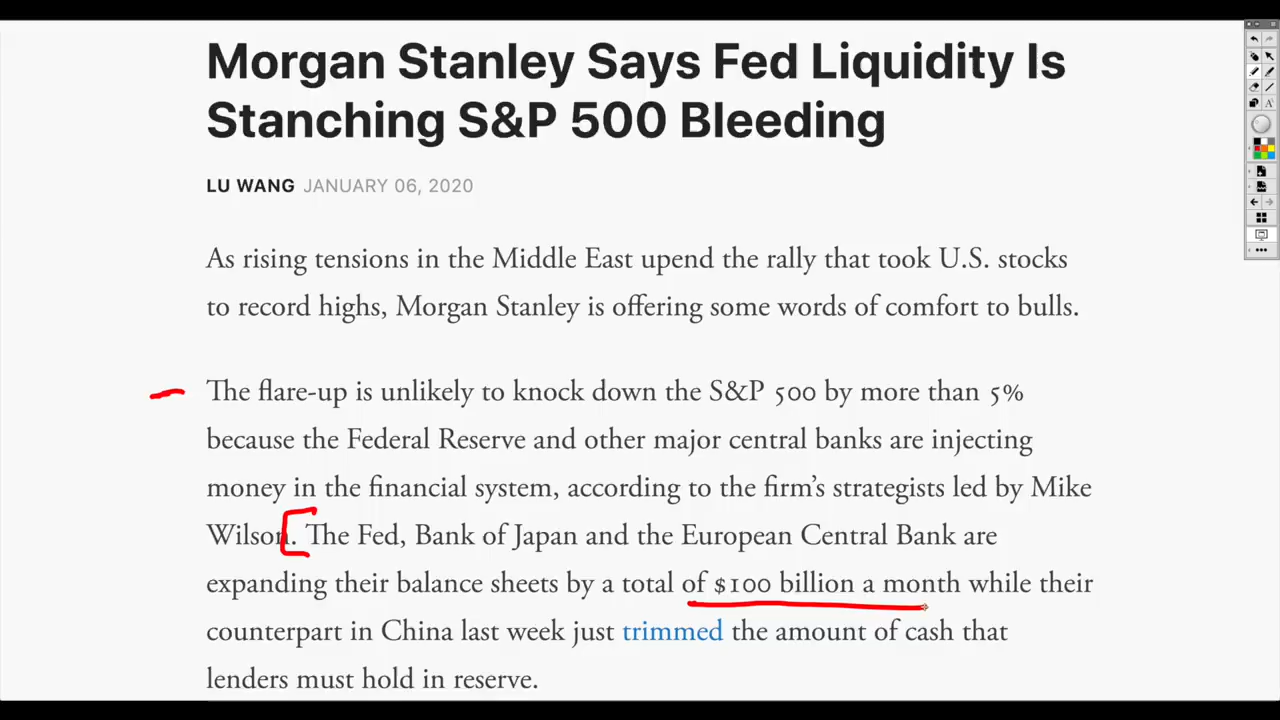 Morgan Stanley Says Fed Liquidity Is
Stanching S&P 500 Bleeding
LU WANG JANUARY 06, 2020
As rising tensions in the Middle East upend the rally that took U.S. stocks
to record highs, Morgan Stanley is offering some words of comfort to bulls.
The flare-up is unlikely to knock down the S&P 500 by more than 5%
because the Federal Reserve and other major central banks are injecting
money in the financial system, according to the firm's strategists led by Mike
Wilson. The Fed, Bank of Japan and the European Central Bank are
expanding their balance sheets by a total of $100 billion a month while their
counterpart in China last week just trimmed the amount of cash that
lenders must hold in reserve.